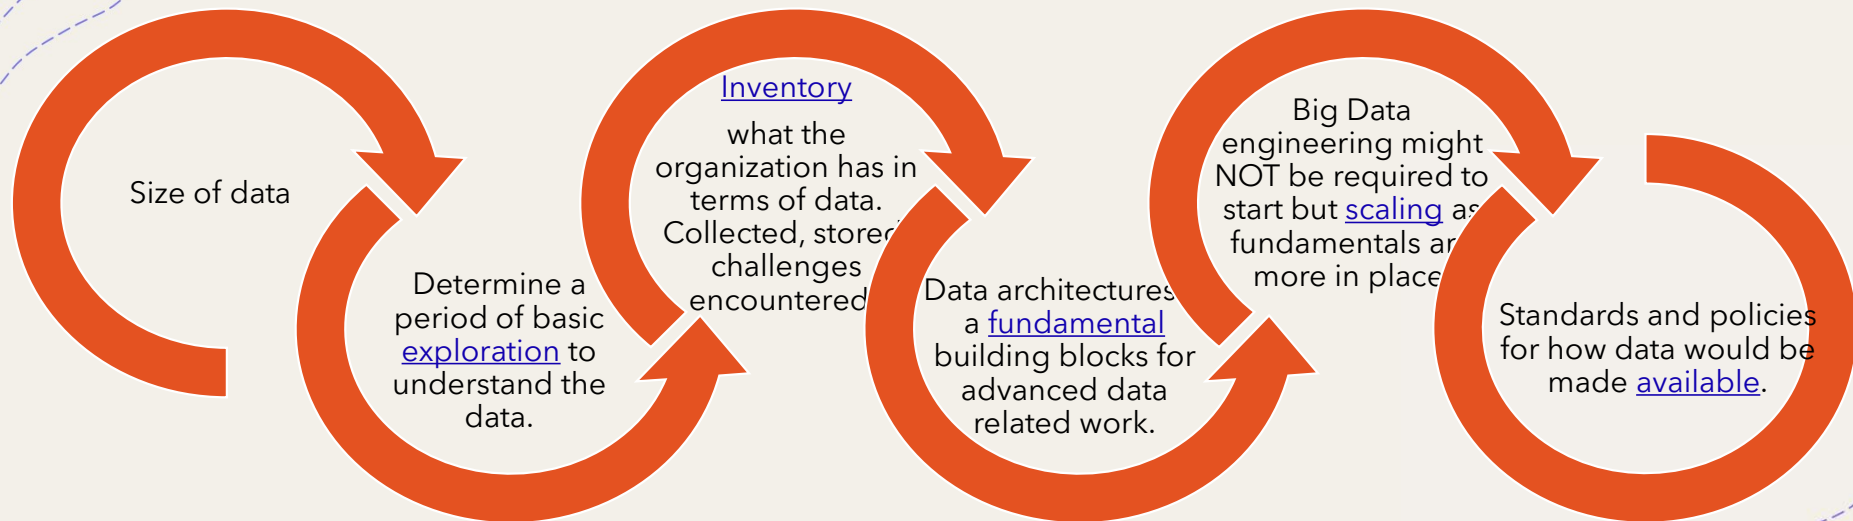 Size of data
Determine a
period of basic
exploration to
understand the
data.
Inventory
what the
organization has in
terms of data.
Collected, stored
challenges
encountered
Data architectures
a fundamental
building blocks for
advanced data
related work.
Big Data
engineering might
NOT be required to
start but scaling as
fundamentals are
more in place
Standards and policies
for how data would be
made available.